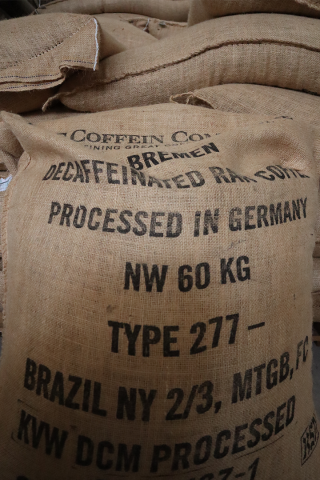 COFFEIN CO
BREMEN
DECAFFEINATED RAW COFFE
PROCESSED IN GERMANY
NW 60 KG
TYPE 277 –
BRAZIL NY 2/3, MTGB, FC
KVW DCM PROCESSED